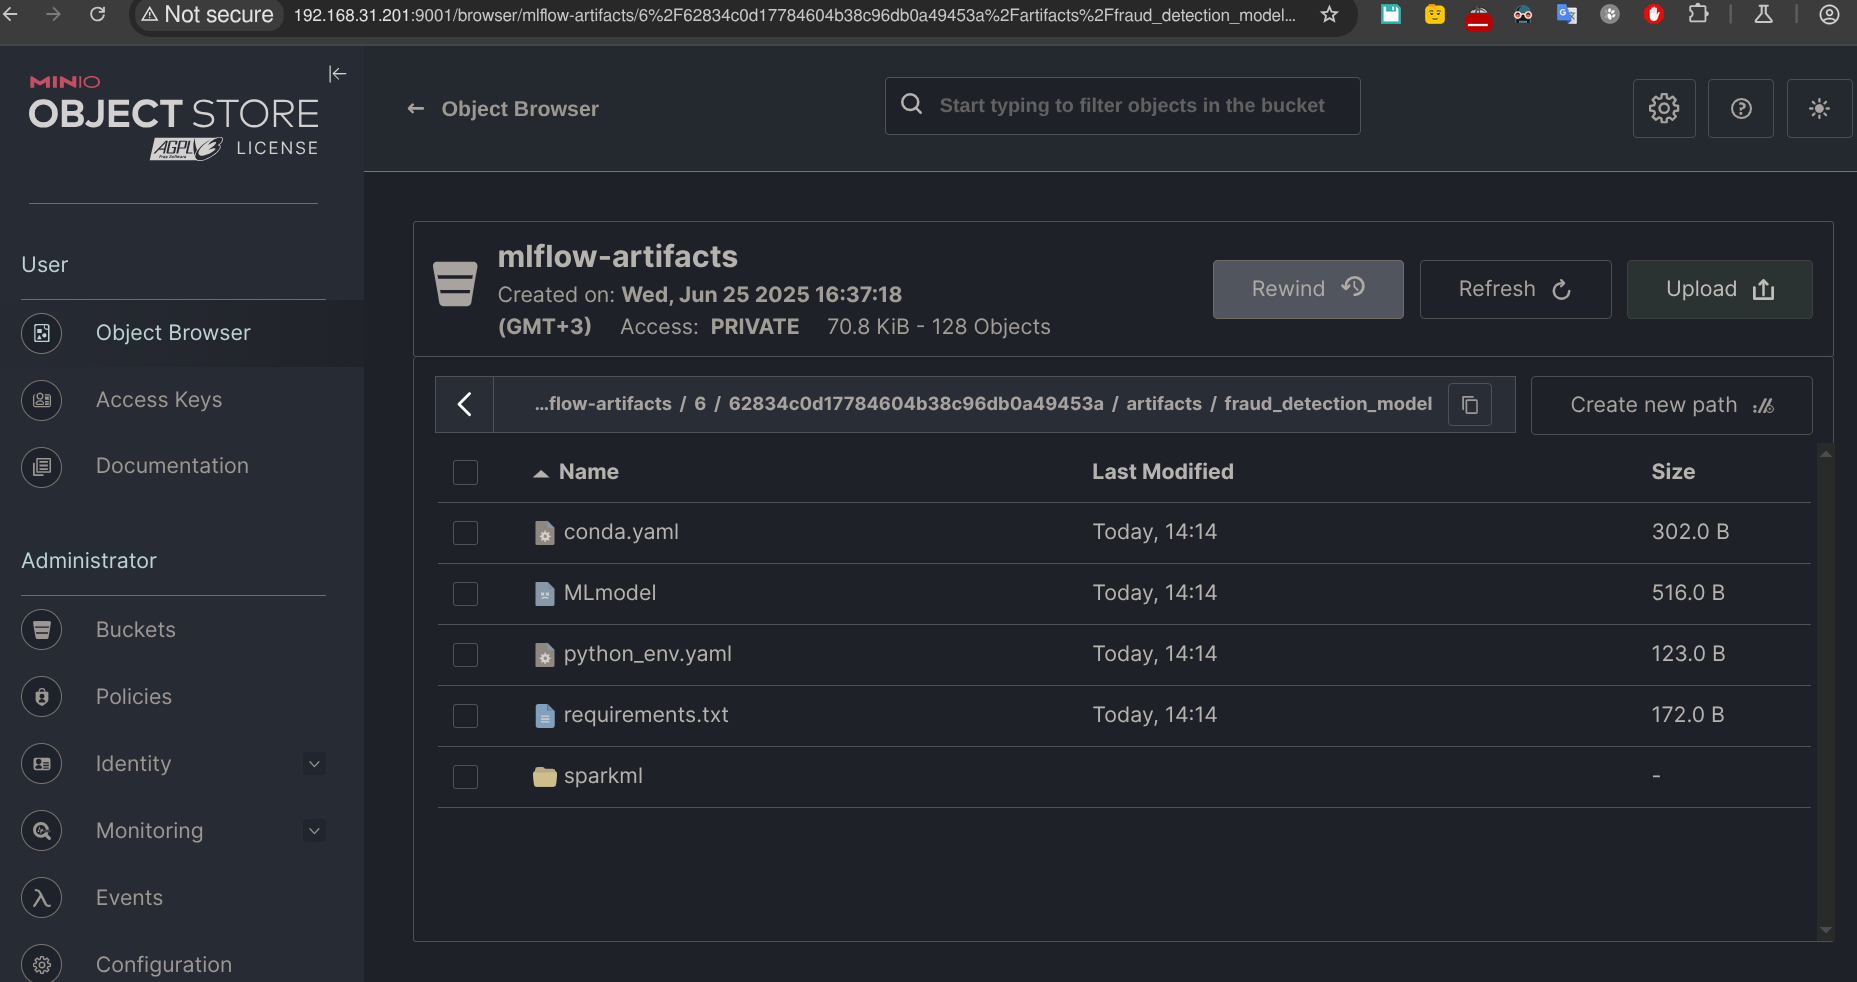 Not secure
192.168.31.201:9001/browser/mlflow-artifacts/6%2F62834c0d17784604b38c96db0a49453a%2Fartifacts%2Ffraud_detection_model...
MINIO
OBJECT STORE
AGPLv3 LICENSE
Free Software
Object Browser
Start typing to filter objects in the bucket
User
Object Browser
Access Keys
Documentation
Administrator
Buckets
Policies
Identity
Monitoring
Events
Configuration
mlflow-artifacts
Created on: Wed, Jun 25 2025 16:37:18
(GMT+3) Access: PRIVATE 70.8 KiB - 128 Objects
Rewind
Refresh
Upload
...flow-artifacts / 6 / 62834c0d17784604b38c96db0a49453a / artifacts / fraud_detection_model
Create new path
Name Last Modified Size
conda.yaml Today, 14:14 302.0 B
MLmodel Today, 14:14 516.0 B
python_env.yaml Today, 14:14 123.0 B
requirements.txt Today, 14:14 172.0 B
sparkml -